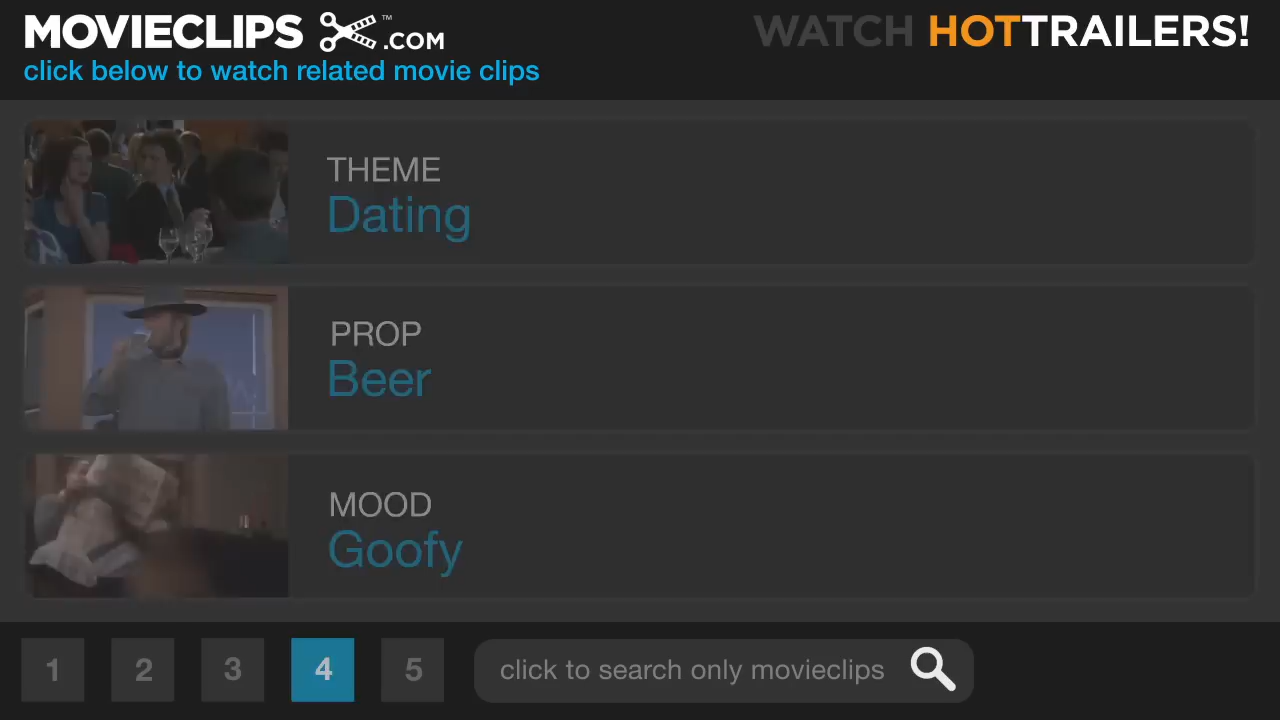 MOVIECLIPS™.COM
WATCH HOTTRAILERS!
click below to watch related movie clips
THEME
Dating
PROP
Beer
MOOD
Goofy
1 2 3 4 5
click to search only movieclips